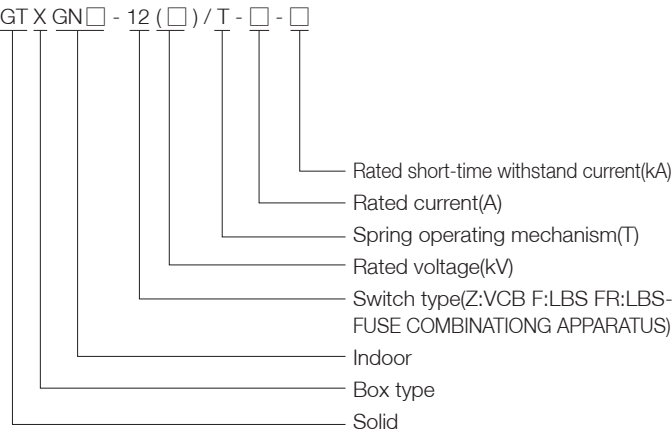 GT X GN□ - 12 (□) / T - □ - □
Rated short-time withstand current(kA)
Rated current(A)
Spring operating mechanism(T)
Rated voltage(kV)
Switch type(Z:VCB F:LBS FR:LBS-
FUSE COMBINATIONG APPARATUS)
Indoor
Box type
Solid